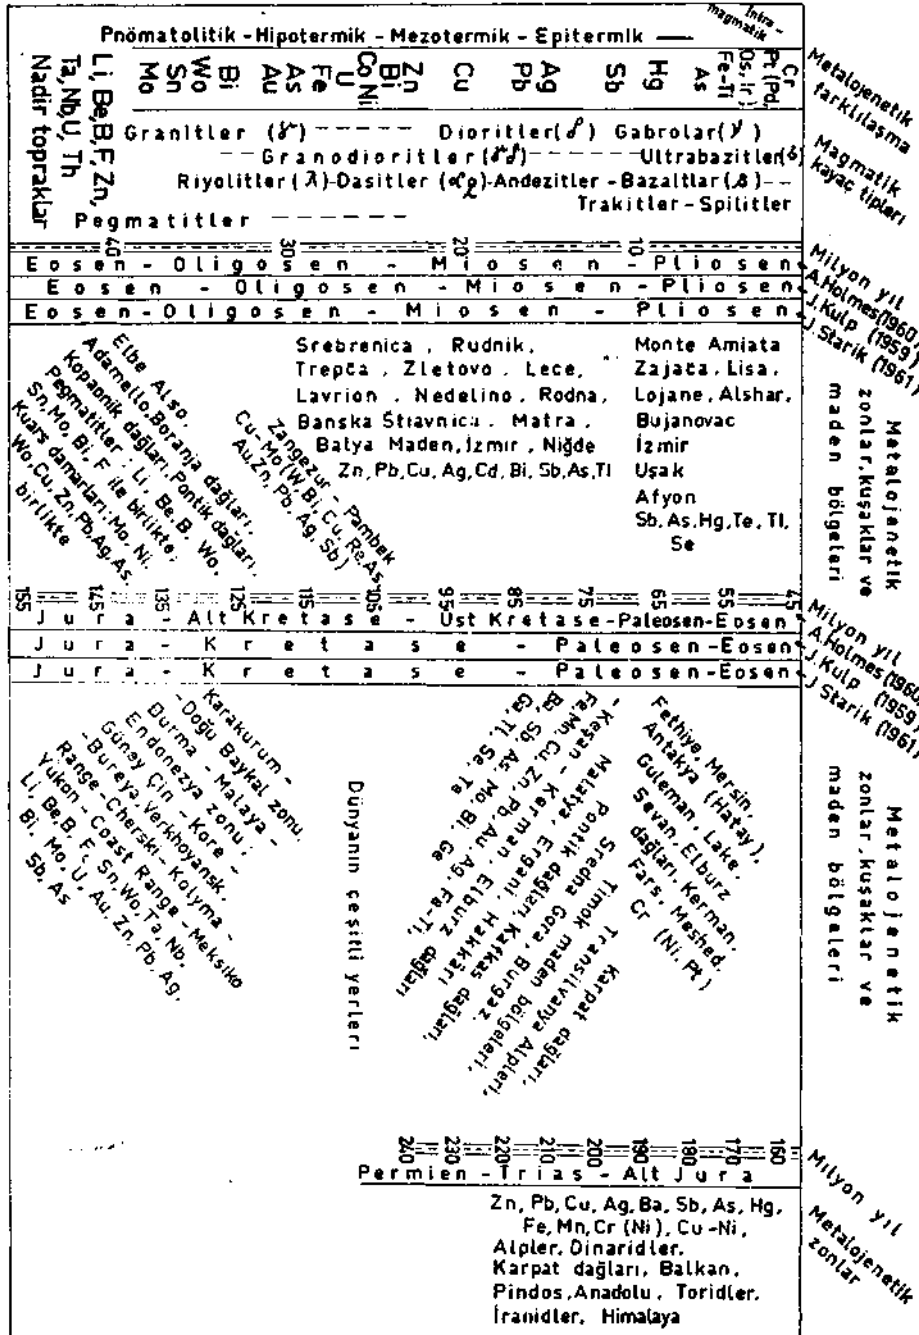 Intra-
magmatik
Pnömatolitik - Hipotermik - Mezotermik - Epitermik —
Li, Be, B, F, Zn,
Ta, Nb, U, Th
Nadir topraklar
Mo Sn Wo Bi Au As Fe U Co Ni Bi Zn Cu Pb Ag Sb Hg As Fe-Ti Os, Ir) Pt (Pd, Cr
Metalojenetik
farklılaşma
Granitler (γ) ----- Dioritler(δ) Gabrolar(ν)
-- Granodioritler(γδ) ----- Ultrabazitler
Riyolitler (λ)-Dasitler -Andezitler - Bazaltlar --
Trakitler - Spilitler
Pegmatitler ------
Magmatik
kayaç tipleri
40 30 20 10
Milyon yıl
Eosen - Oligosen - Miosen - Pliosen
A.Holmes(1960)
Eosen - Oligosen - Miosen - Pliosen
J.Kulp (1959)
Eosen - Oligosen - Miosen - Pliosen
J.Starik (1961)
Elbe Also,
Adamello, Boranja dağları,
Kopaonik dağları, Pontik dağları,
Pegmatitler : Li, Be, B, Wo,
Sn, Mo, Bi, F ile birlikte;
Kuars damarları: Mo, Ni,
Wo, Cu, Zn, Pb, Ag, As,
birlikte
Zangezur - Pambek
Cu-Mo (W, Bi, Cu, Re, As
Au, Zn, Pb, Ag, Sb)
Srebrenica , Rudnik,
Trepča , Zletovo , Lece,
Lavrion , Nedelino , Rodna,
Banska Štiavnica , Matra ,
Balya Maden, İzmir , Niğde
Zn, Pb, Cu, Ag, Cd, Bi, Sb, As, Tl
Monte Amiata
Zajača, Lisa,
Lojane, Alshar,
Bujanovac
İzmir
Uşak
Afyon
Sb, As, Hg, Te, Tl,
Se
Metalojenetik
zonlar, kuşaklar ve
maden bölgeleri
155 145 135 125 115 105 95 85 75 65 55 45
Milyon yıl
Jura - Alt Kretase - Üst Kretase - Paleosen - Eosen
A.Holmes(1960)
Jura - Kretase - Paleosen - Eosen
J.Kulp (1959)
Jura - Kretase - Paleosen - Eosen
J Starik (1961)
Karakurum -
- Doğu Baykal zonu
Burma - Malaya -
Endonezya zonu ;
Güney Çin - Kore -
- Bureya, Verkhoyansk,
Range - Cherski - Kollyma -
Yukon - Coast Range - Meksiko
Li, Be, B, F, Sn, Wo, Ta, Nb,
Bi, Mo, U, Au, Zn, Pb, Ag,
Sb, As
Dünyanın çeşitli yerleri
Karpat dağları,
Transilvanya Alpleri,
Timok maden bölgeleri,
Sredna Gora, Burgaz,
Pontik dağları, Kafkas dağları,
Malatya, Ergani, Hakkâri
- Keşan - Kerman, Elburz dağları
Fe, Mn, Cu, Zn, Pb, Au, Ag, Fe-Ti,
Ba, Sb, As, Mo, Bi, Ge
Ga, Tl, Se, Te
Fethiye, Mersin,
Antakya (Hatay),
Guleman, Lake,
Sevan, Elburz
dağları, Kerman,
Fars, Meshed,
Cr (Ni, Pt)
Metalojenetik
zonlar, kuşaklar ve
maden bölgeleri
240 230 220 210 200 190 180 170 160
Milyon yıl
Permien - Trias - Alt Jura
Zn, Pb, Cu, Ag, Ba, Sb, As, Hg,
Fe, Mn, Cr (Ni), Cu-Ni,
Alpler, Dinaridler,
Karpat dağları, Balkan,
Pindos, Anadolu , Toridler,
İranidler, Himalaya
Metalojenetik
zonlar